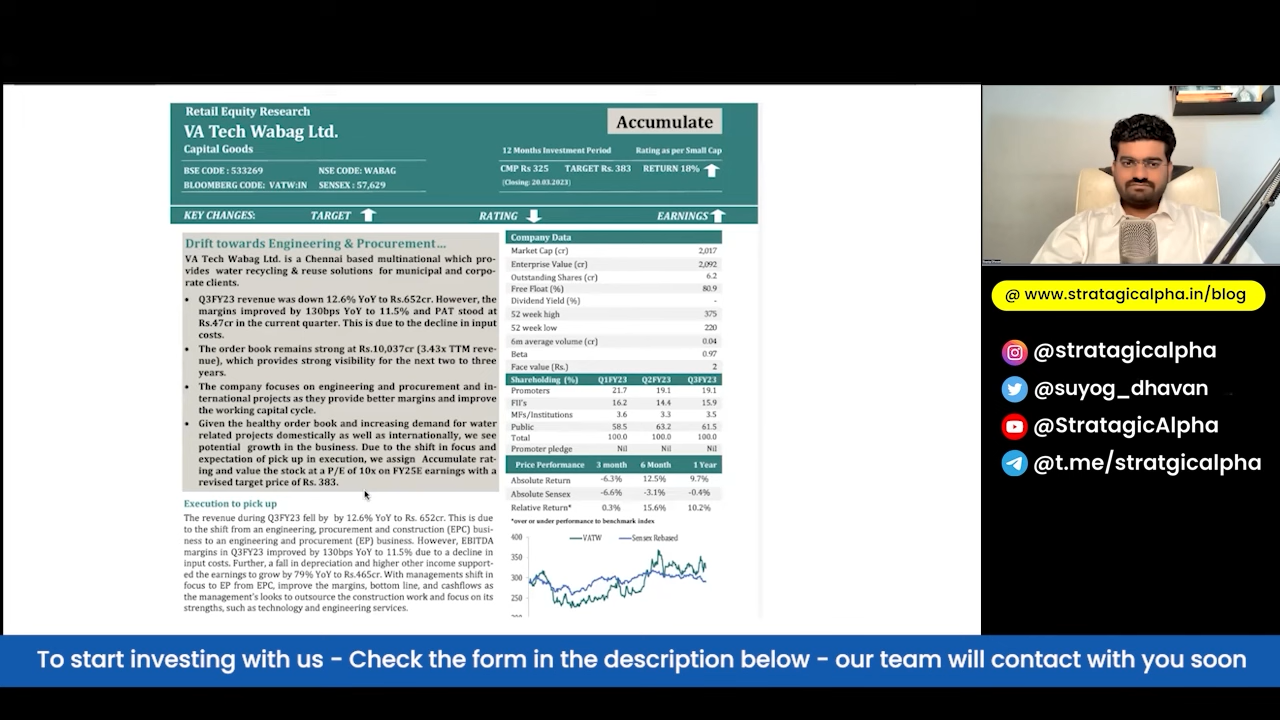 Retail Equity Research
VA Tech Wabag Ltd.
Capital Goods
Accumulate
12 Months Investment Period Rating as per Small Cap
BSE CODE : 533269 NSE CODE: WABAG
BLOOMBERG CODE: VATW:IN SENSEX : 57,629
CMP Rs 325 TARGET Rs. 383 RETURN 18%
(Closing: 20.03.2023)
KEY CHANGES: TARGET RATING EARNINGS
Drift towards Engineering & Procurement...
VA Tech Wabag Ltd. is a Chennai based multinational which pro-
vides water recycling & reuse solutions for municipal and corpo-
rate clients.
• Q3FY23 revenue was down 12.6% YoY to Rs.652cr. However, the
margins improved by 130bps YoY to 11.5% and PAT stood at
Rs.47cr in the current quarter. This is due to the decline in input
costs.
• The order book remains strong at Rs.10,037cr (3.43x TTM reve-
nue), which provides strong visibility for the next two to three
years.
• The company focuses on engineering and procurement and in-
ternational projects as they provide better margins and improve
the working capital cycle.
• Given the healthy order book and increasing demand for water
related projects domestically as well as internationally, we see
potential growth in the business. Due to the shift in focus and
expectation of pick up in execution, we assign Accumulate rat-
ing and value the stock at a P/E of 10x on FY25E earnings with a
revised target price of Rs. 383.
Execution to pick up
The revenue during Q3FY23 fell by by 12.6% YoY to Rs. 652cr. This is due
to the shift from an engineering, procurement and construction (EPC) busi-
ness to an engineering and procurement (EP) business. However, EBITDA
margins in Q3FY23 improved by 130bps YoY to 11.5% due to a decline in
input costs. Further, a fall in depreciation and higher other income support-
ed the earnings to grow by 79% YoY to Rs.465cr. With managements shift in
focus to EP from EPC, improve the margins, bottom line, and cashflows as
the management's looks to outsource the construction work and focus on its
strengths, such as technology and engineering services.
Company Data
Market Cap (cr) 2,017
Enterprise Value (cr) 2,092
Outstanding Shares (cr) 6.2
Free Float (%) 80.9
Dividend Yield (%) -
52 week high 375
52 week low 220
6m average volume (cr) 0.04
Beta 0.97
Face value (Rs.) 2
Shareholding (%) Q1FY23 Q2FY23 Q3FY23
Promoters 21.7 19.1 19.1
FII's 16.2 14.4 15.9
MFs/Institutions 3.6 3.3 3.5
Public 58.5 63.2 61.5
Total 100.0 100.0 100.0
Promoter pledge Nil Nil Nil
Price Performance 3 month 6 Month 1 Year
Absolute Return -6.3% 12.5% 9.7%
Absolute Sensex -6.6% -3.1% -0.4%
Relative Return* 0.3% 15.6% 10.2%
*over or under performance to benchmark index
VATW Sensex Rebased
400
350
300
250
@ www.stratagicalpha.in/blog
@stratagicalpha
@suyog_dhavan
@StratagicAlpha
@t.me/stratgicalpha
To start investing with us - Check the form in the description below - our team will contact with you soon